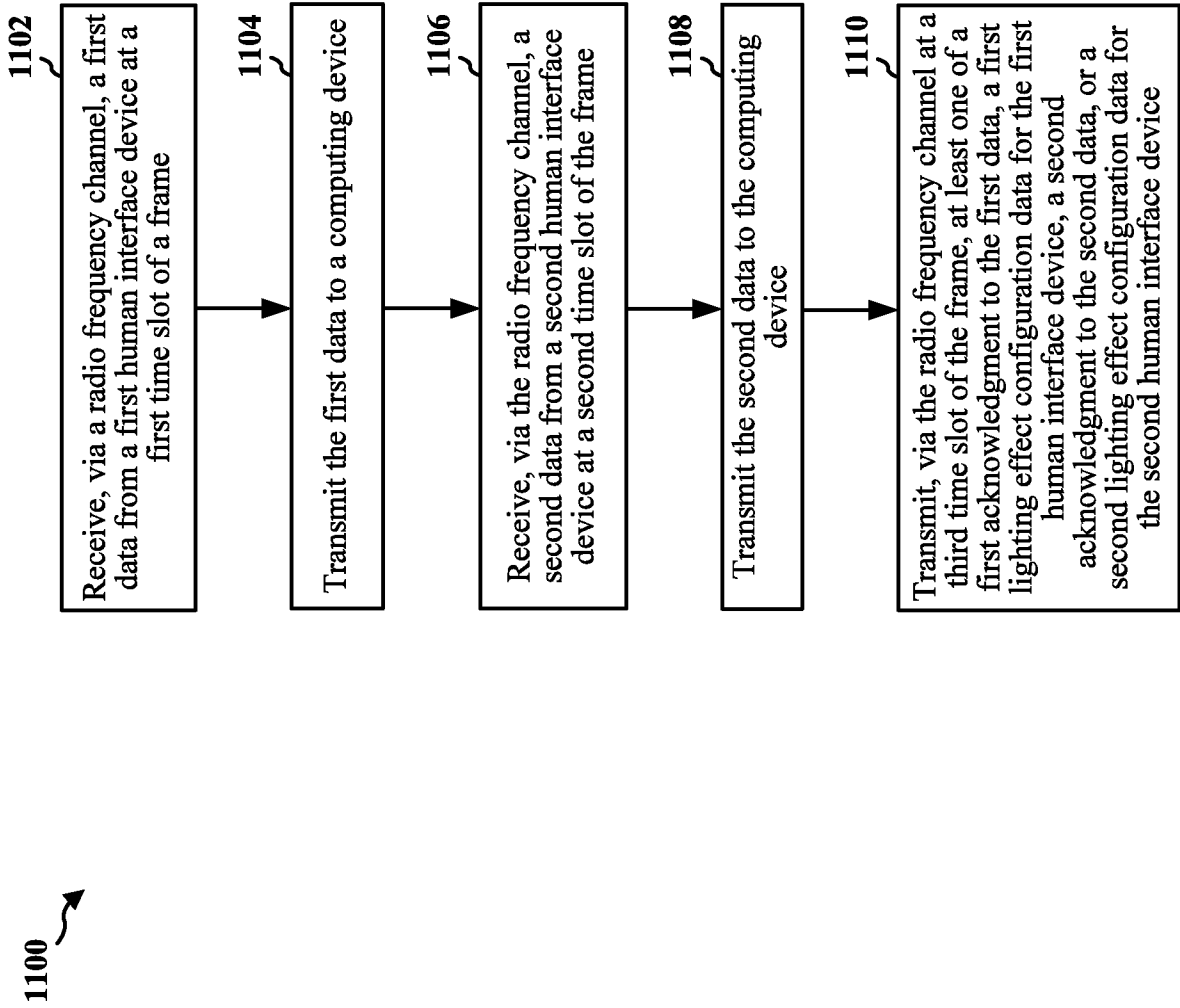 1100
1102
Receive, via a radio frequency channel, a first
data from a first human interface device at a
first time slot of a frame
1104
Transmit the first data to a computing device
1106
Receive, via the radio frequency channel, a
second data from a second human interface
device at a second time slot of the frame
1108
Transmit the second data to the computing
device
1110
Transmit, via the radio frequency channel at a
third time slot of the frame, at least one of a
first acknowledgment to the first data, a first
lighting effect configuration data for the first
human interface device, a second
acknowledgment to the second data, or a
second lighting effect configuration data for
the second human interface device